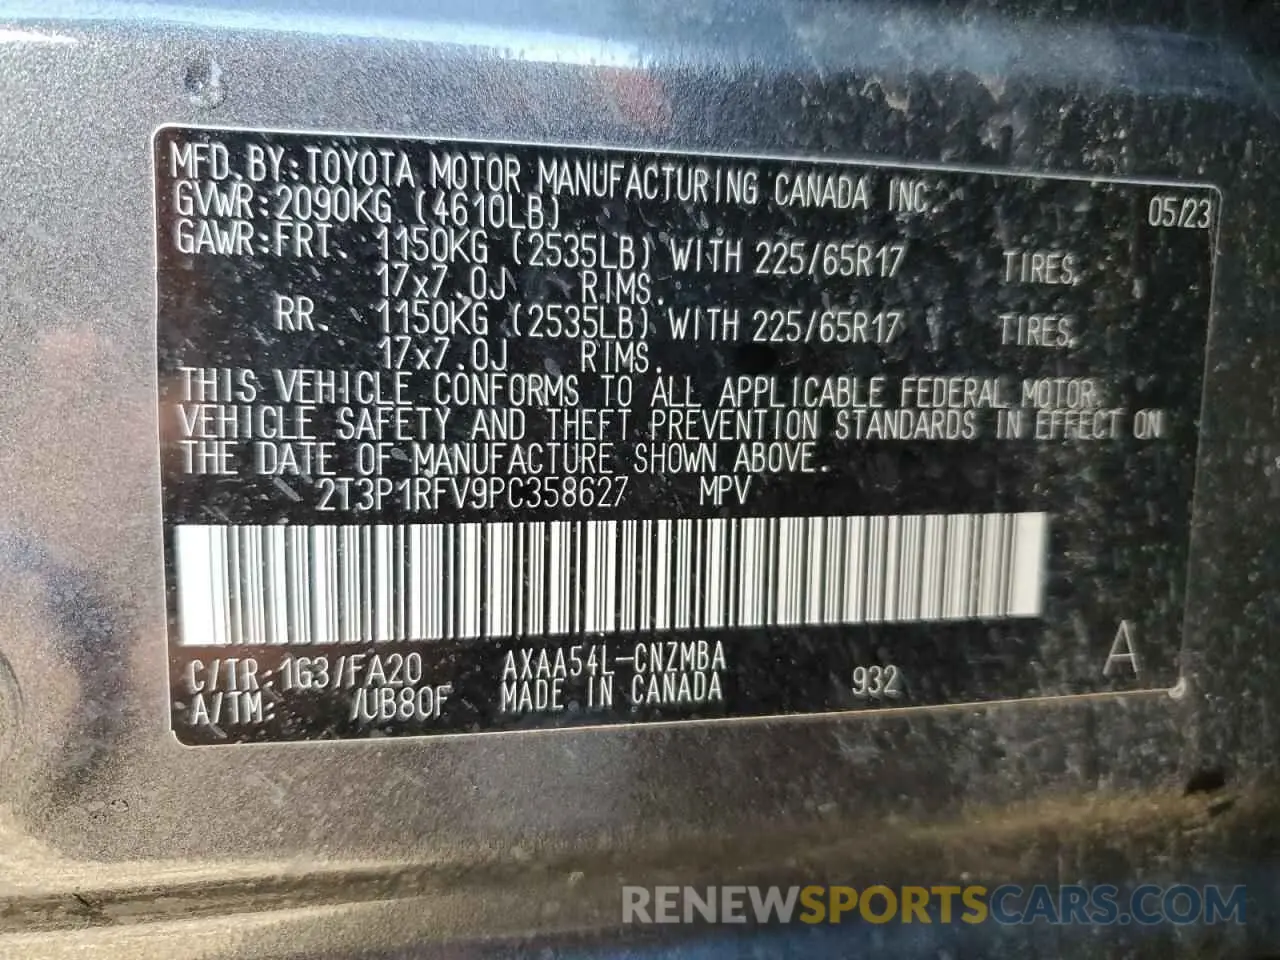 MFD.BY:TOYOTA MOTOR MANUFACTURING CANADA INC. 05/23
GVWR:2090KG (4610LB)
GAWR:FRT. 1150KG (2535LB) WITH 225/65R17 TIRES,
17x7.0J RIMS.
RR. 1150KG (2535LB) WITH 225/65R17 TIRES,
17x7.0J RIMS.
THIS VEHICLE CONFORMS TO ALL APPLICABLE FEDERAL MOTOR
VEHICLE SAFETY AND THEFT PREVENTION STANDARDS IN EFFECT ON
THE DATE OF MANUFACTURE SHOWN ABOVE.
2T3P1RFV9PC358627 MPV
C/TR:1G3/FA20 AXAA54L-CNZMBA 932 A
A/TM: /UB80F MADE IN CANADA
RENEWSPORTSCARS.COM